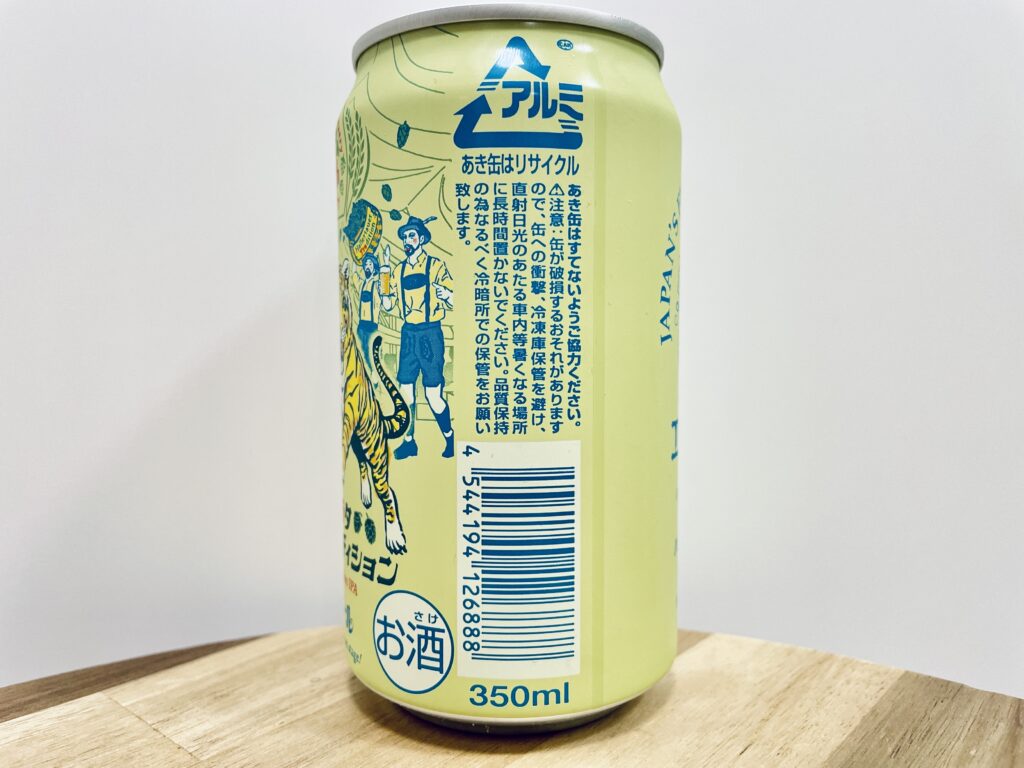 アルミ
あき缶はリサイクル
あき缶はすてないようご協力ください。
⚠注意:缶が破損するおそれがあります
ので、缶への衝撃、冷凍庫保管を避け、
直射日光のあたる車内等暑くなる場所
に長時間置かないでください。品質保持
の為なるべく冷暗所での保管をお願い
致します。
JAPAN'S
ィション
IPA
さけ
お酒
4 544194 126888
350ml